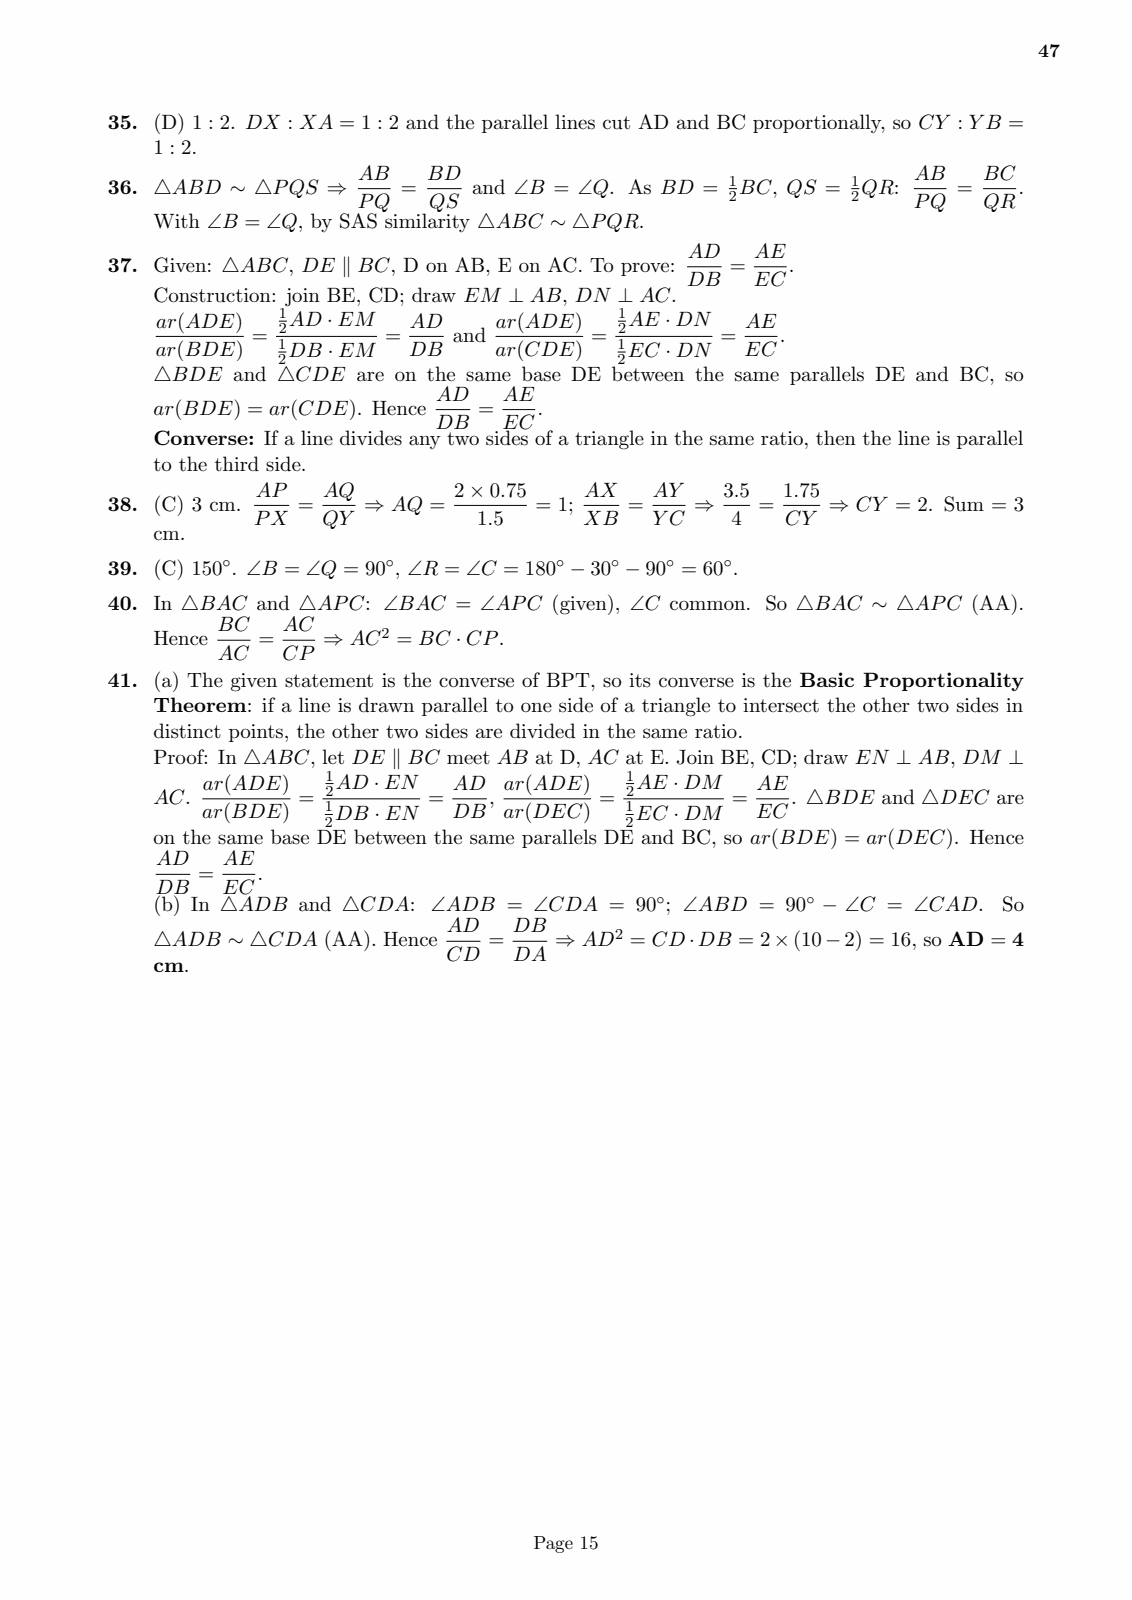 47
35. (D) 1 : 2. DX : XA = 1 : 2 and the parallel lines cut AD and BC proportionally, so CY : Y B =
1 : 2.
36. △ABD ∼ △PQS ⇒ AB/PQ = BD/QS and ∠B = ∠Q. As BD = ½BC, QS = ½QR: AB/PQ = BC/QR.
With ∠B = ∠Q, by SAS similarity △ABC ∼ △PQR.
37. Given: △ABC, DE ∥ BC, D on AB, E on AC. To prove: AD/DB = AE/EC.
Construction: join BE, CD; draw EM ⊥ AB, DN ⊥ AC.
ar(ADE)/ar(BDE) = ½AD · EM/½DB · EM = AD/DB and ar(ADE)/ar(CDE) = ½AE · DN/½EC · DN = AE/EC.
△BDE and △CDE are on the same base DE between the same parallels DE and BC, so
ar(BDE) = ar(CDE). Hence AD/DB = AE/EC.
Converse: If a line divides any two sides of a triangle in the same ratio, then the line is parallel
to the third side.
38. (C) 3 cm. AP/PX = AQ/QY ⇒ AQ = 2 × 0.75/1.5 = 1; AX/XB = AY/YC ⇒ 3.5/4 = 1.75/CY ⇒ CY = 2. Sum = 3
cm.
39. (C) 150°. ∠B = ∠Q = 90°, ∠R = ∠C = 180° − 30° − 90° = 60°.
40. In △BAC and △APC: ∠BAC = ∠APC (given), ∠C common. So △BAC ∼ △APC (AA).
Hence BC/AC = AC/CP ⇒ AC² = BC · CP.
41. (a) The given statement is the converse of BPT, so its converse is the Basic Proportionality
Theorem: if a line is drawn parallel to one side of a triangle to intersect the other two sides in
distinct points, the other two sides are divided in the same ratio.
Proof: In △ABC, let DE ∥ BC meet AB at D, AC at E. Join BE, CD; draw EN ⊥ AB, DM ⊥
AC. ar(ADE)/ar(BDE) = ½AD · EN/½DB · EN = AD/DB, ar(ADE)/ar(DEC) = ½AE · DM/½EC · DM = AE/EC. △BDE and △DEC are
on the same base DE between the same parallels DE and BC, so ar(BDE) = ar(DEC). Hence
AD/DB = AE/EC.
(b) In △ADB and △CDA: ∠ADB = ∠CDA = 90°; ∠ABD = 90° − ∠C = ∠CAD. So
△ADB ∼ △CDA (AA). Hence AD/CD = DB/DA ⇒ AD² = CD · DB = 2 × (10 − 2) = 16, so AD = 4
cm.
Page 15